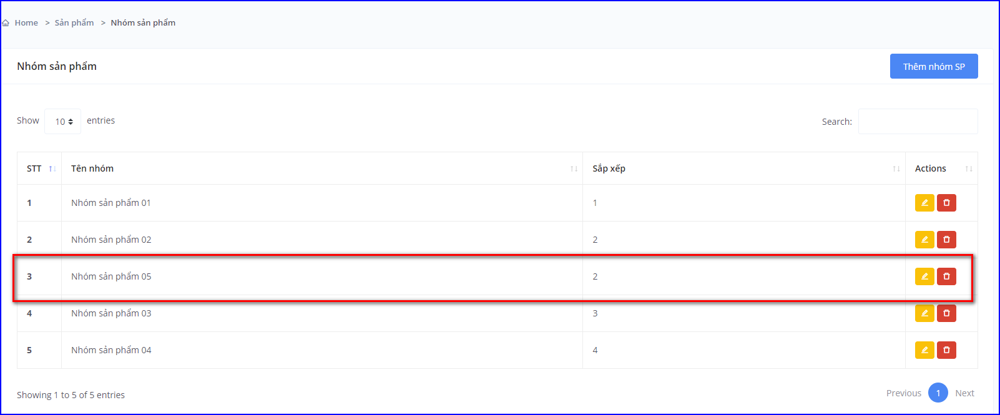 Home > Sản phẩm > Nhóm sản phẩm
Nhóm sản phẩm
Thêm nhóm SP
Show 10 entries
Search:
STT Tên nhóm Sắp xếp Actions
1 Nhóm sản phẩm 01 1
2 Nhóm sản phẩm 02 2
3 Nhóm sản phẩm 05 2
4 Nhóm sản phẩm 03 3
5 Nhóm sản phẩm 04 4
Showing 1 to 5 of 5 entries
Previous 1 Next